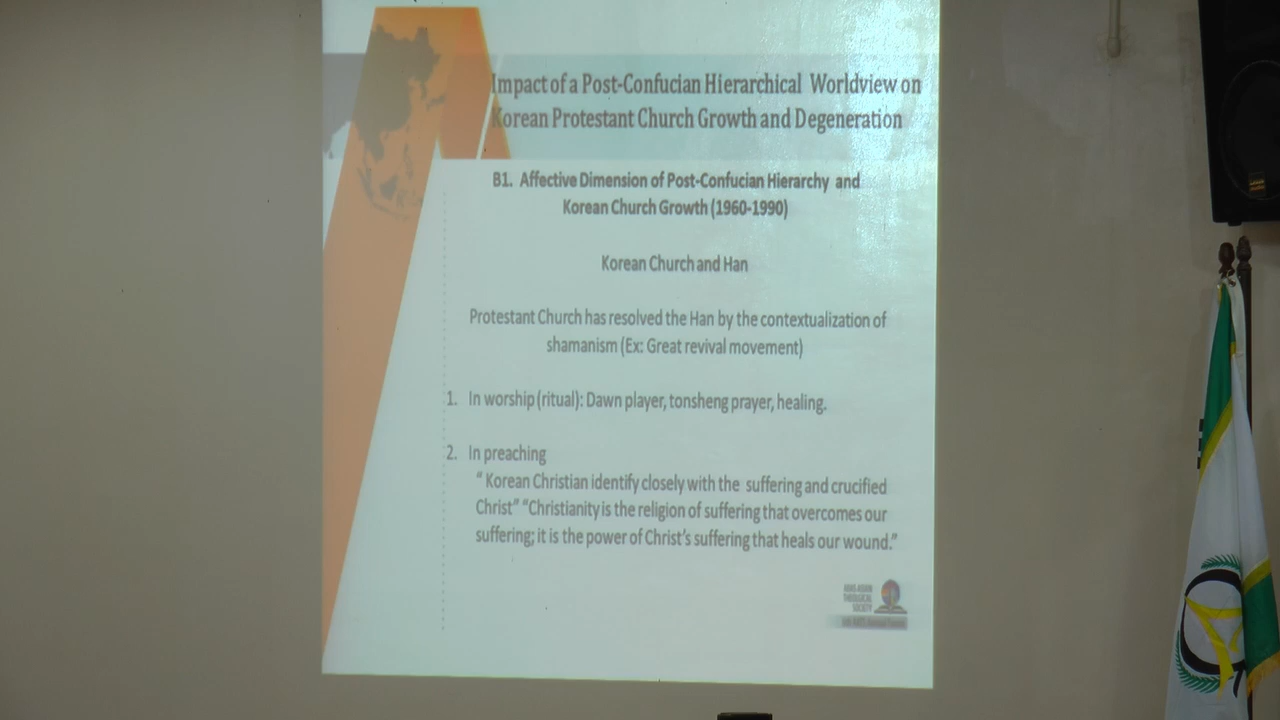 Impact of a Post-Confucian Hierarchical Worldview on
Korean Protestant Church Growth and Degeneration
B1. Affective Dimension of Post-Confucian Hierarchy and
Korean Church Growth (1960-1990)
Korean Church and Han
Protestant Church has resolved the Han by the contextualization of
shamanism (Ex: Great revival movement)
1. In worship (ritual): Dawn player, tonsheng prayer, healing.
2. In preaching
“ Korean Christian identify closely with the suffering and crucified
Christ” “Christianity is the religion of suffering that overcomes our
suffering; it is the power of Christ’s suffering that heals our wound.”
THEOLOGICAL
SOCIETY